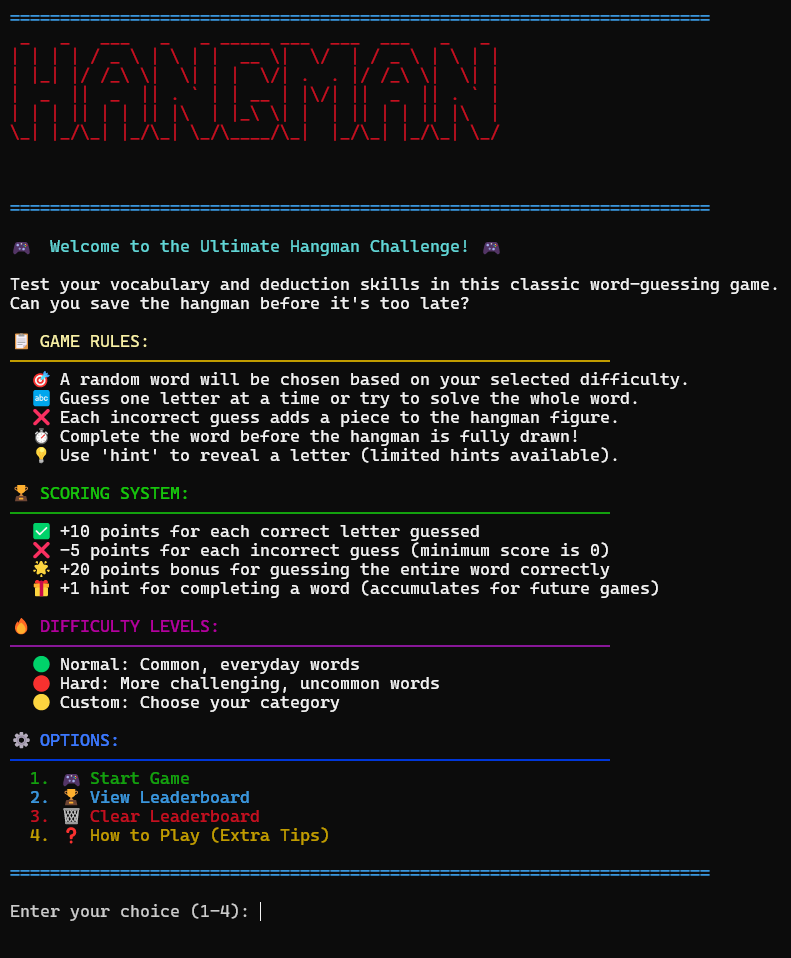 HANGMAN
🎮 Welcome to the Ultimate Hangman Challenge! 🎮
Test your vocabulary and deduction skills in this classic word-guessing game.
Can you save the hangman before it's too late?
📋 GAME RULES:
🎯 A random word will be chosen based on your selected difficulty.
🔤 Guess one letter at a time or try to solve the whole word.
❌ Each incorrect guess adds a piece to the hangman figure.
⏱️ Complete the word before the hangman is fully drawn!
💡 Use 'hint' to reveal a letter (limited hints available).
🏆 SCORING SYSTEM:
✅ +10 points for each correct letter guessed
❌ -5 points for each incorrect guess (minimum score is 0)
🌟 +20 points bonus for guessing the entire word correctly
🎁 +1 hint for completing a word (accumulates for future games)
🔥 DIFFICULTY LEVELS:
🟢 Normal: Common, everyday words
🔴 Hard: More challenging, uncommon words
🟡 Custom: Choose your category
⚙️ OPTIONS:
1. 🎮 Start Game
2. 🏆 View Leaderboard
3. 🗑️ Clear Leaderboard
4. ❓ How to Play (Extra Tips)
Enter your choice (1-4):